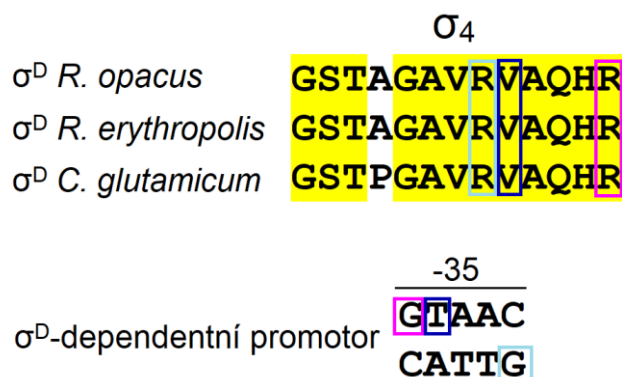 σ4
σD R. opacus GSTAGAVRVAQHR
σD R. erythropolis GSTAGAVRVAQHR
σD C. glutamicum GSTPGAVRVAQHR
-35
GTAAC
σD-dependentní promotor
CATTG